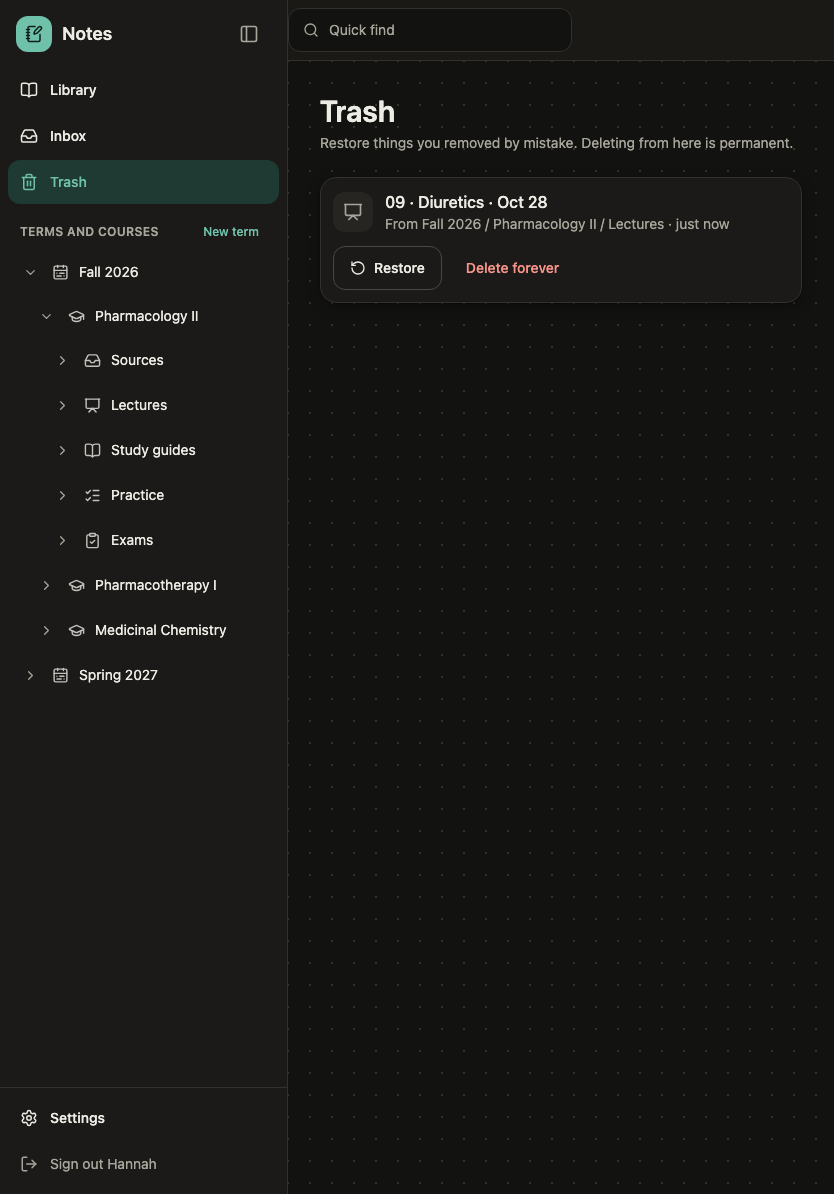 Notes
Quick find
Library
Inbox
Trash
TERMS AND COURSES New term
Fall 2026
Pharmacology II
Sources
Lectures
Study guides
Practice
Exams
Pharmacotherapy I
Medicinal Chemistry
Spring 2027
Settings
Sign out Hannah
Trash
Restore things you removed by mistake. Deleting from here is permanent.
09 · Diuretics · Oct 28
From Fall 2026 / Pharmacology II / Lectures · just now
Restore Delete forever